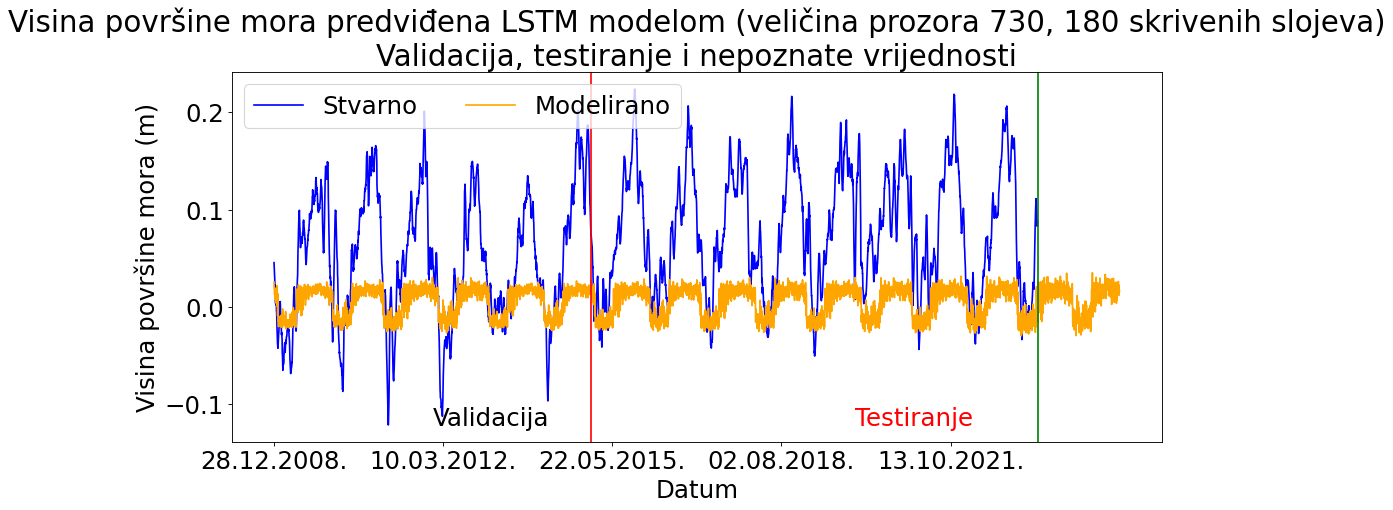 Visina površine mora predviđena LSTM modelom (veličina prozora 730, 180 skrivenih slojeva)
Validacija, testiranje i nepoznate vrijednosti
Stvarno Modelirano
Visina površine mora (m)
0.2
0.1
0.0
−0.1
Validacija Testiranje
28.12.2008. 10.03.2012. 22.05.2015. 02.08.2018. 13.10.2021.
Datum